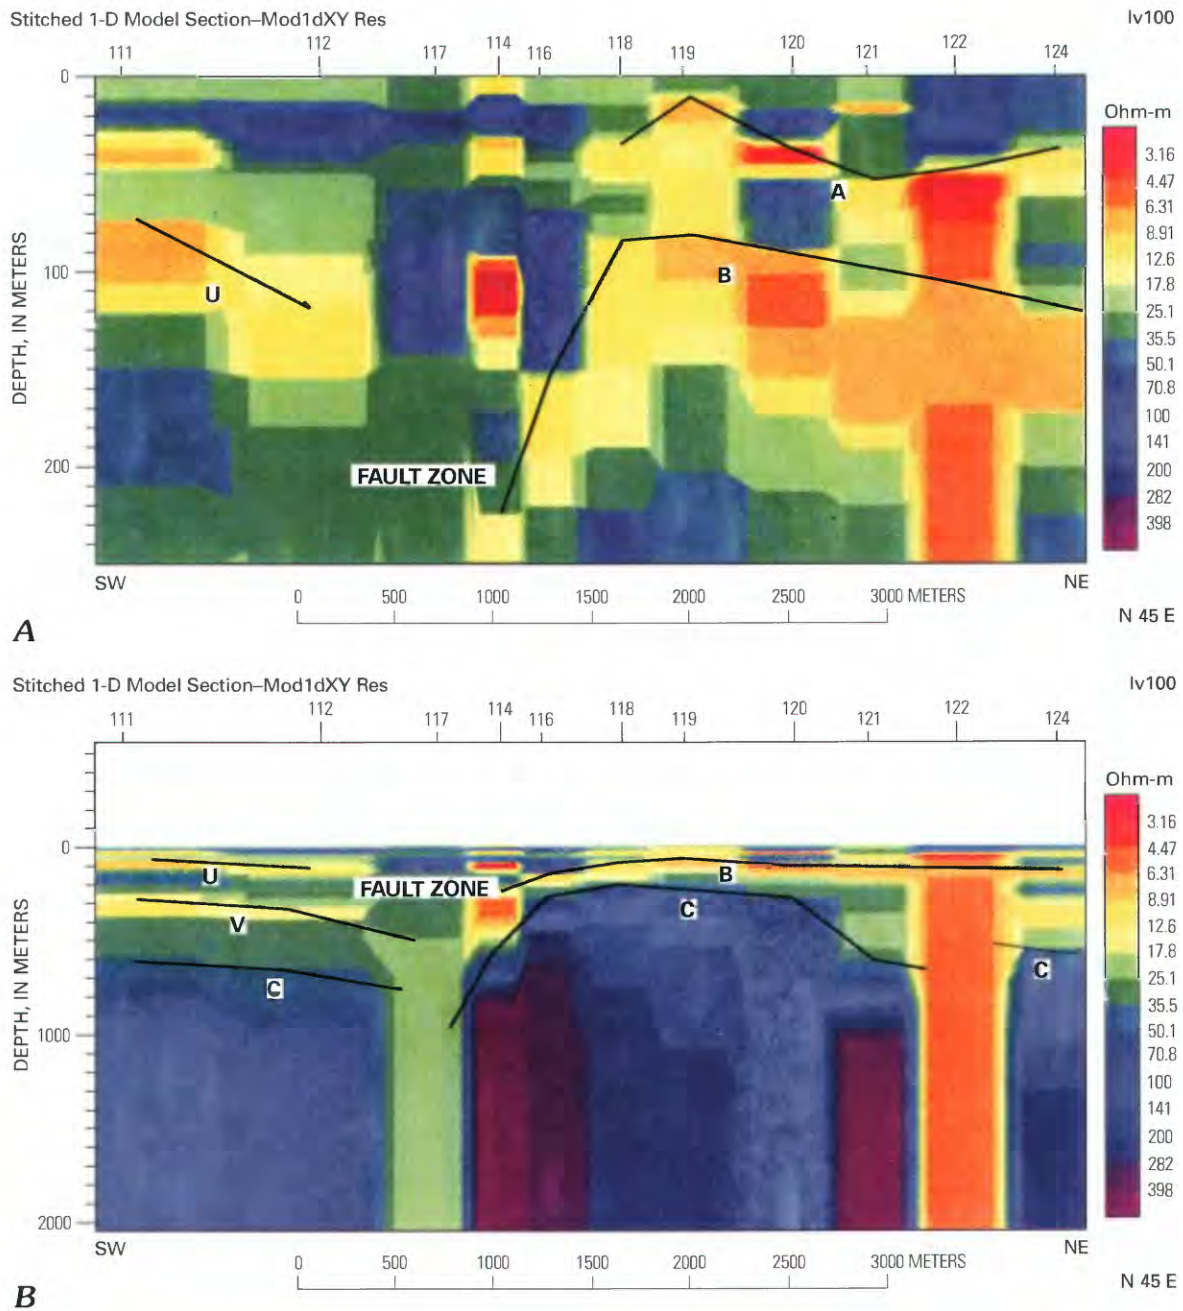 Stitched 1-D Model Section–Mod1dXY Res lv100
111 112 117 114 116 118 119 120 121 122 124
Ohm-m
0
3.16
4.47
6.31
A
8.91
DEPTH, IN METERS
100
B
12.6
U
17.8
25.1
35.5
50.1
70.8
100
141
200
FAULT ZONE
200
282
398
SW NE
0 500 1000 1500 2000 2500 3000 METERS
N 45 E
A
Stitched 1-D Model Section–Mod1dXY Res lv100
111 112 117 114 116 118 119 120 121 122 124
Ohm-m
3.16
0
4.47
U
FAULT ZONE
B
6.31
8.91
C
V
12.6
17.8
C
C
25.1
DEPTH, IN METERS
35.5
1000
50.1
70.8
100
141
200
282
398
2000
SW NE
0 500 1000 1500 2000 2500 3000 METERS
N 45 E
B